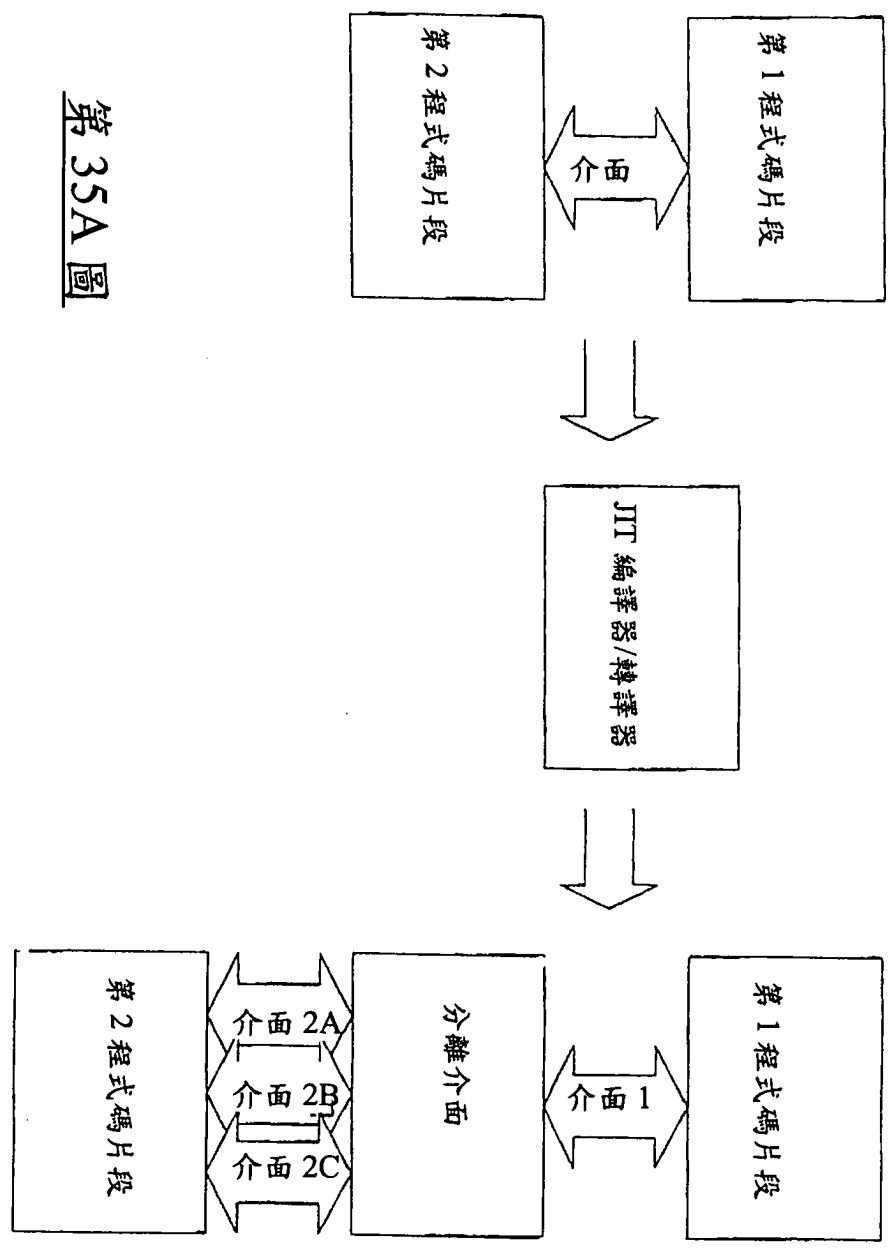 第 1 程式碼片段
介面
第 2 程式碼片段
JIT 編譯器/轉譯器
第 1 程式碼片段
介面 1
分離介面
介面 2A
介面 2B
介面 2C
第 2 程式碼片段
第 35A 圖